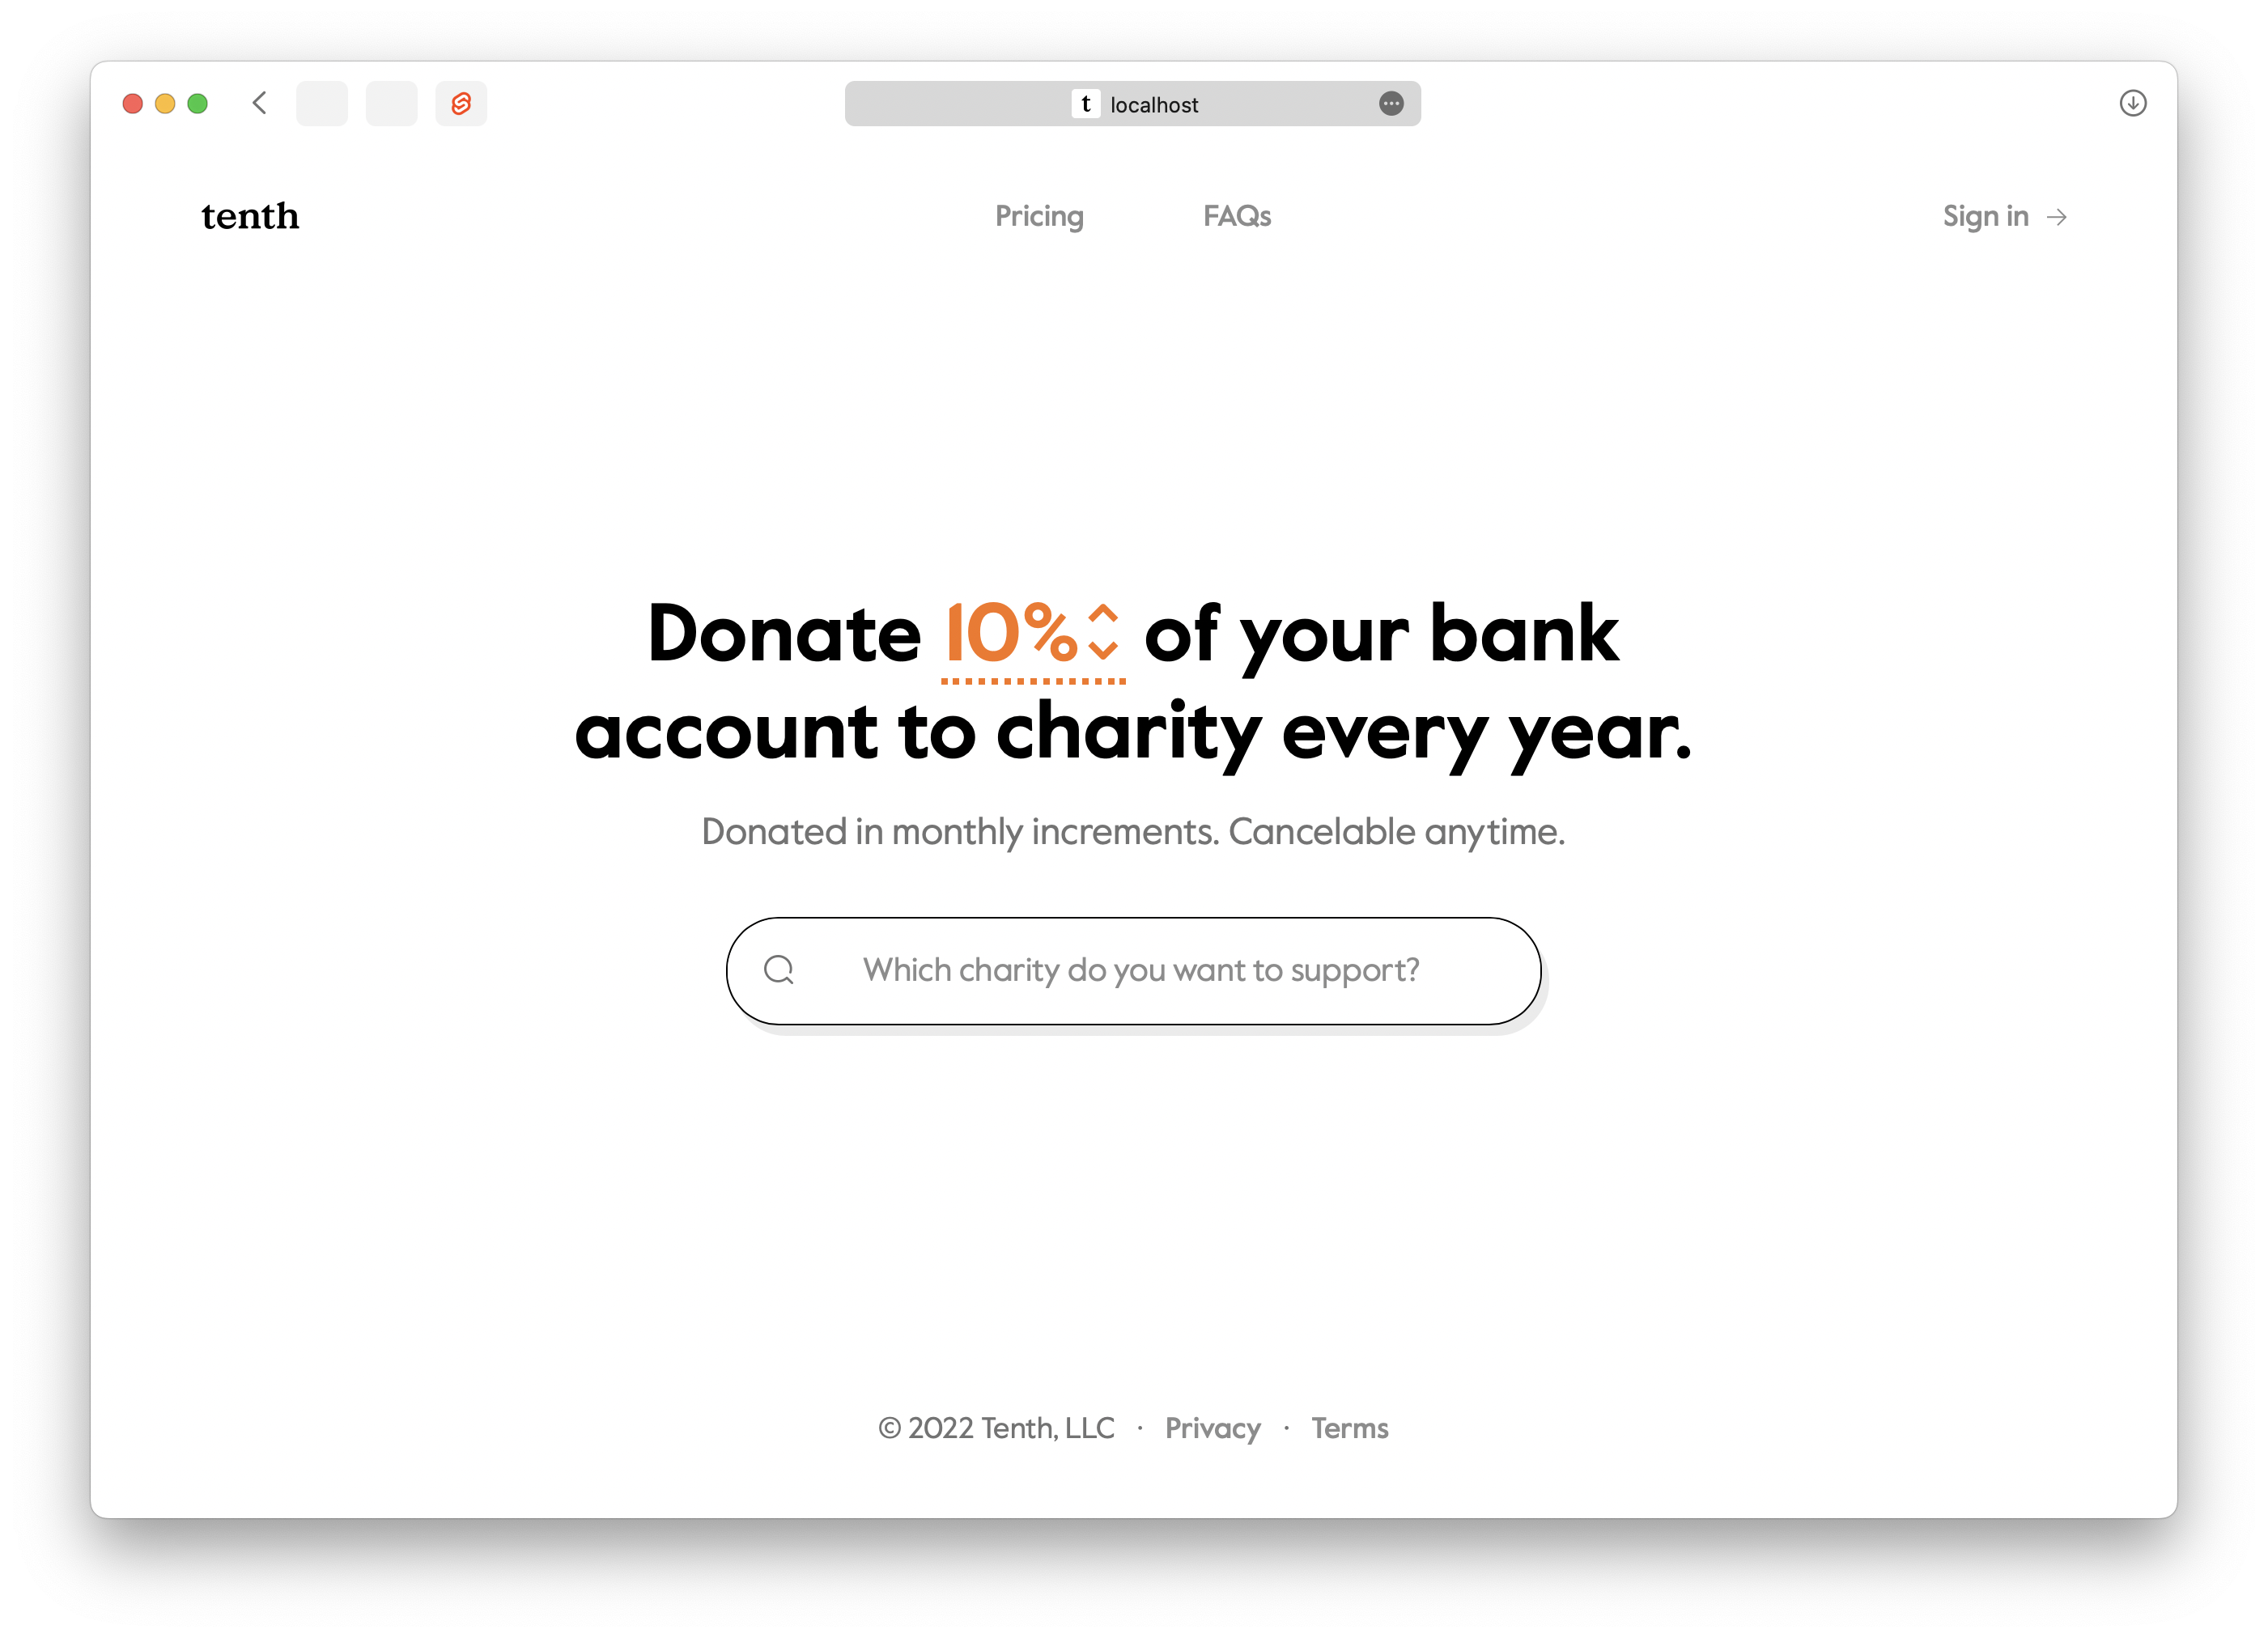 t localhost
tenth Pricing FAQs Sign in →
Donate 10% of your bank
account to charity every year.
Donated in monthly increments. Cancelable anytime.
Which charity do you want to support?
© 2022 Tenth, LLC · Privacy · Terms